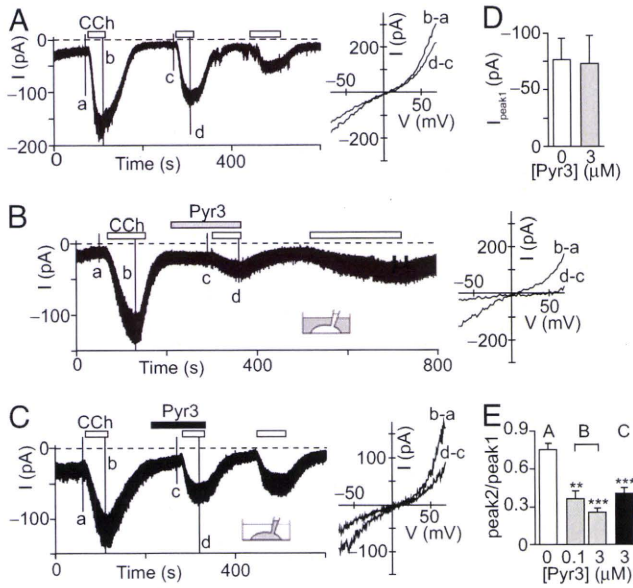 A
CCh
I (pA)
0
−100
−200
a
b
c
d
0
400
Time (s)
I (pA)
200
−200
−50
50
b-a
d-c
V (mV)
D
I peak1 (pA)
−100
−50
0
0 3
[Pyr3] (μM)
B
Pyr3
CCh
I (pA)
0
−100
a
b
c
d
0
400
800
Time (s)
I (pA)
200
−200
−50
50
b-a
d-c
V (mV)
C
Pyr3
CCh
I (pA)
0
−100
a
b
c
d
0
400
Time (s)
I (pA)
100
−100
−50
50
b-a
d-c
V (mV)
E
peak2/peak1
0.9
0.6
0.3
0
A B C
** *** ***
0 0.1 3 3
[Pyr3] (μM)